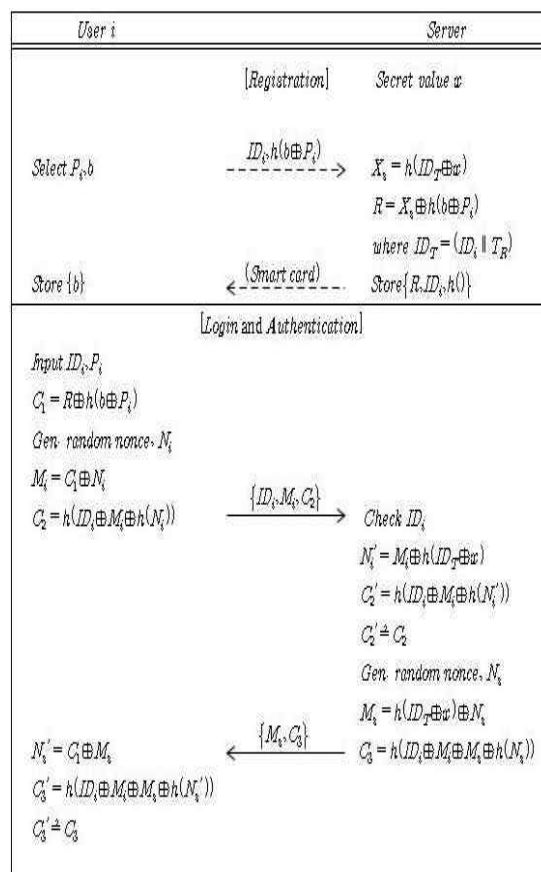 User i Server
[Registration] Secret value x
ID_i, h(b⊕P_i)
Select P_i, b X_s = h(ID_T⊕x)
R = X_s⊕h(b⊕P_i)
where ID_T = (ID_i ∥ T_R)
Store {b} (Smart card) Store{R, ID_i, h()}
[Login and Authentication]
Input ID_i, P_i
C_1 = R⊕h(b⊕P_i)
Gen. random nonce, N_i
M_i = C_1⊕N_i
{ID_i, M_i, C_2}
C_2 = h(ID_i⊕M_i⊕h(N_i)) Check ID_i
N_i' = M_i⊕h(ID_T⊕x)
C_2' = h(ID_i⊕M_i⊕h(N_i'))
C_2' ≟ C_2
Gen. random nonce, N_s
M_s = h(ID_T⊕x)⊕N_s
{M_s, C_3}
N_s' = C_1⊕M_s C_3 = h(ID_i⊕M_i⊕M_s⊕h(N_s))
C_3' = h(ID_i⊕M_i⊕M_s⊕h(N_s'))
C_3' ≟ C_3